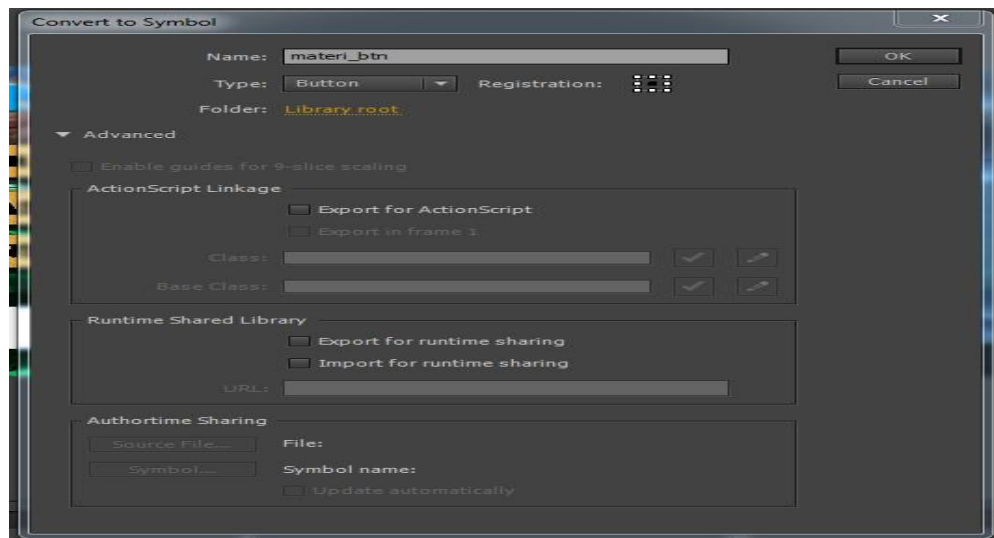 Convert to Symbol
Name: materi_btn OK
Type: Button Registration: Cancel
Folder: Library root
Advanced
Enable guides for 9-slice scaling
ActionScript Linkage
Export for ActionScript
Export in frame 1
Class:
Base Class:
Runtime Shared Library
Export for runtime sharing
Import for runtime sharing
URL:
Authortime Sharing
Source File... File:
Symbol... Symbol name:
Update automatically